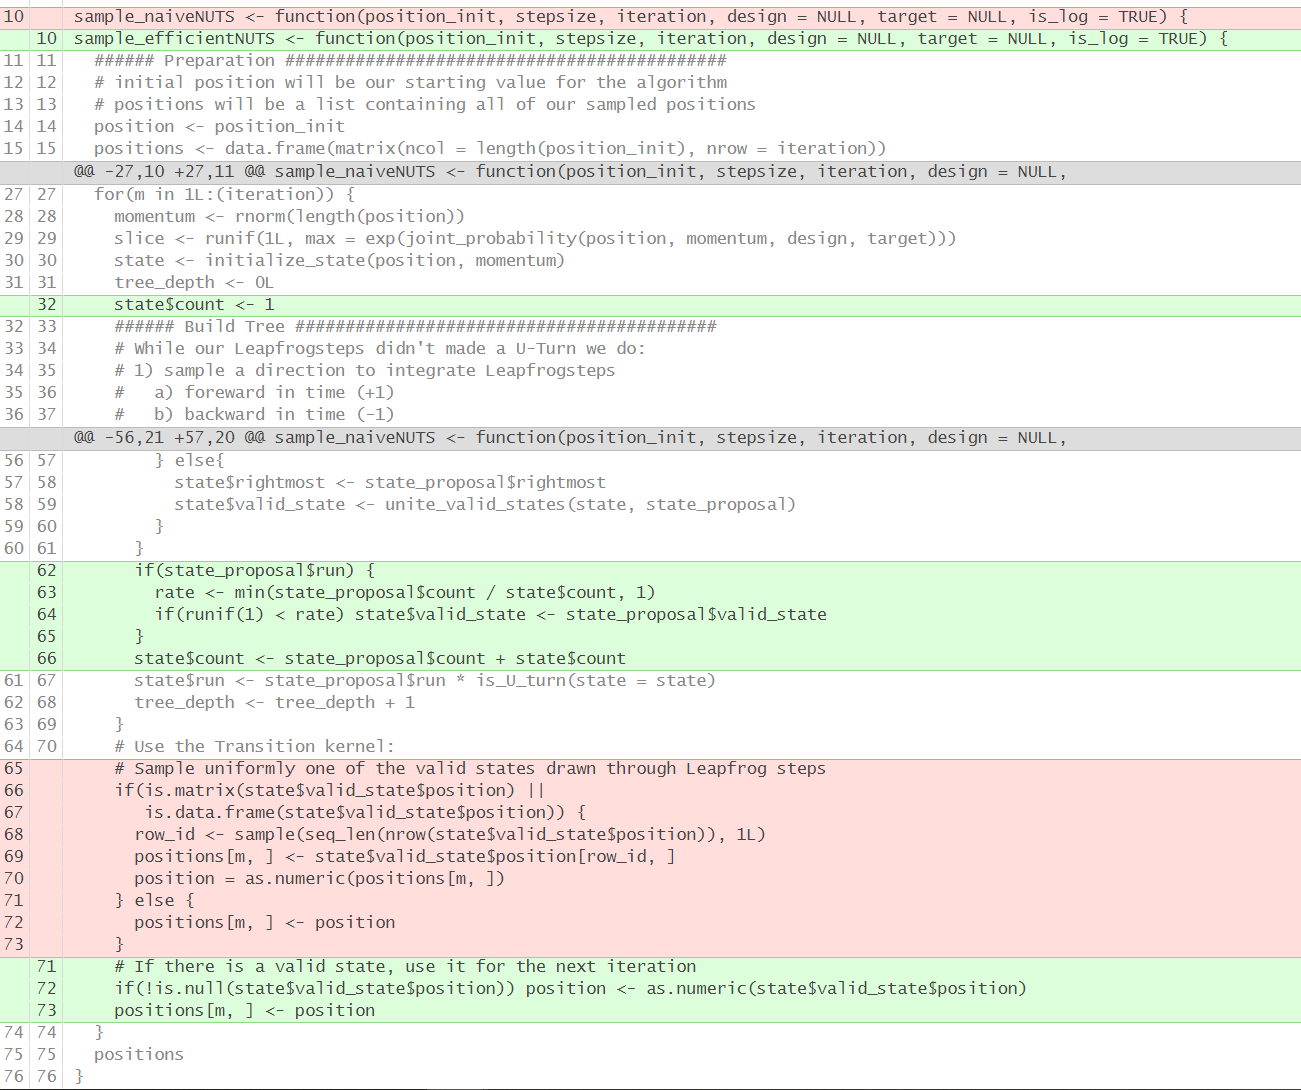 10 sample_naiveNUTS <- function(position_init, stepsize, iteration, design = NULL, target = NULL, is_log = TRUE) {
10 sample_efficientNUTS <- function(position_init, stepsize, iteration, design = NULL, target = NULL, is_log = TRUE) {
11 11 ###### Preparation ############################################
12 12 # initial position will be our starting value for the algorithm
13 13 # positions will be a list containing all of our sampled positions
14 14 position <- position_init
15 15 positions <- data.frame(matrix(ncol = length(position_init), nrow = iteration))
@@ -27,10 +27,11 @@ sample_naiveNUTS <- function(position_init, stepsize, iteration, design = NULL,
27 27 for(m in 1L:(iteration)) {
28 28 momentum <- rnorm(length(position))
29 29 slice <- runif(1L, max = exp(joint_probability(position, momentum, design, target)))
30 30 state <- initialize_state(position, momentum)
31 31 tree_depth <- 0L
32 state$count <- 1
32 33 ###### Build Tree ##########################################
33 34 # While our Leapfrogsteps didn't made a U-Turn we do:
34 35 # 1) sample a direction to integrate Leapfrogsteps
35 36 # a) foreward in time (+1)
36 37 # b) backward in time (-1)
@@ -56,21 +57,20 @@ sample_naiveNUTS <- function(position_init, stepsize, iteration, design = NULL,
56 57 } else{
57 58 state$rightmost <- state_proposal$rightmost
58 59 state$valid_state <- unite_valid_states(state, state_proposal)
59 60 }
60 61 }
62 if(state_proposal$run) {
63 rate <- min(state_proposal$count / state$count, 1)
64 if(runif(1) < rate) state$valid_state <- state_proposal$valid_state
65 }
66 state$count <- state_proposal$count + state$count
61 67 state$run <- state_proposal$run * is_U_turn(state = state)
62 68 tree_depth <- tree_depth + 1
63 69 }
64 70 # Use the Transition kernel:
65 # Sample uniformly one of the valid states drawn through Leapfrog steps
66 if(is.matrix(state$valid_state$position) ||
67 is.data.frame(state$valid_state$position)) {
68 row_id <- sample(seq_len(nrow(state$valid_state$position)), 1L)
69 positions[m, ] <- state$valid_state$position[row_id, ]
70 position = as.numeric(positions[m, ])
71 } else {
72 positions[m, ] <- position
73 }
71 # If there is a valid state, use it for the next iteration
72 if(!is.null(state$valid_state$position)) position <- as.numeric(state$valid_state$position)
73 positions[m, ] <- position
74 74 }
75 75 positions
76 76 }